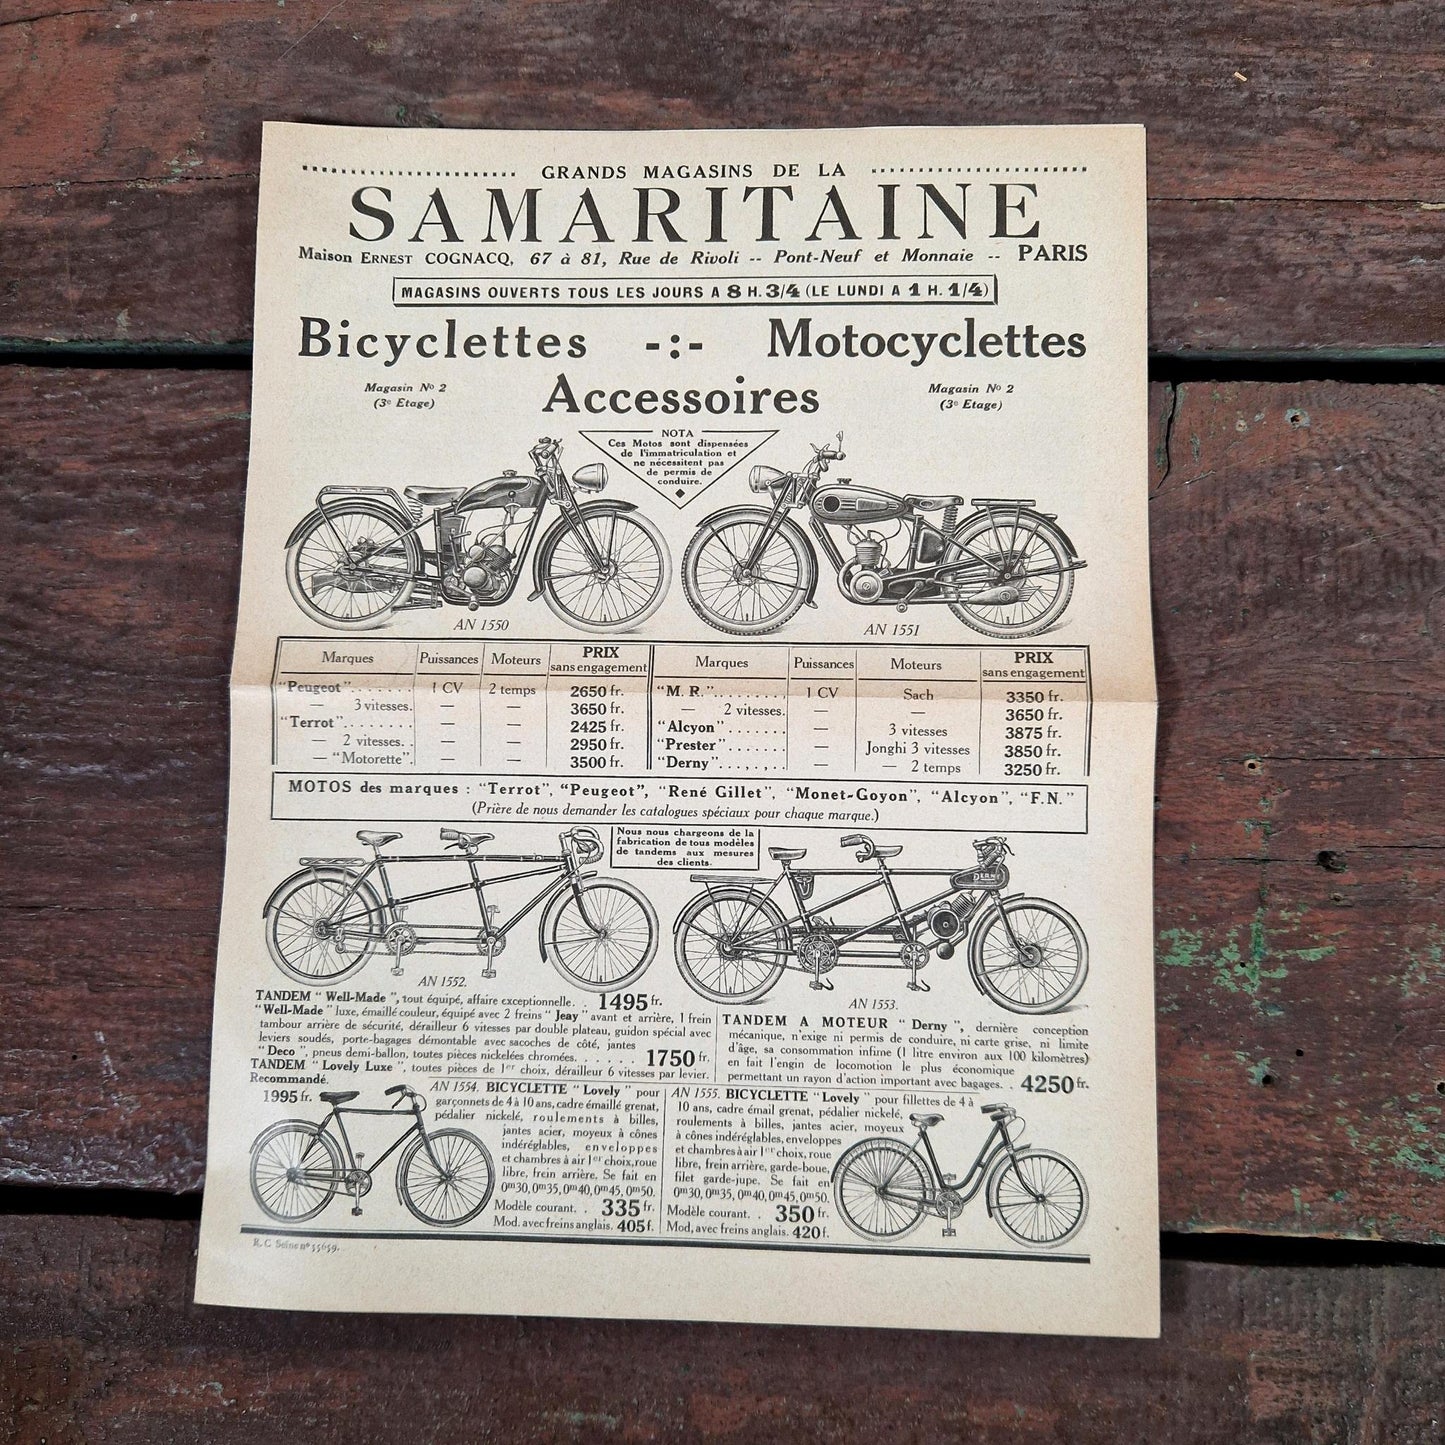 GRANDS MAGASINS DE LA
SAMARITAINE
Maison ERNEST COGNACQ, 67 à 81, Rue de Rivoli -- Pont-Neuf et Monnaie -- PARIS
MAGASINS OUVERTS TOUS LES JOURS A 8 H. 3/4 (LE LUNDI A 1 H. 1/4)
Bicyclettes -:- Motocyclettes
Accessoires
Magasin Nº 2
(3e Etage)
Magasin Nº 2
(3e Etage)
NOTA
Ces Motos sont dispensées
de l'immatriculation et
ne nécessitent pas
de permis de
conduire.
AN 1550
AN 1551
Marques Puissances Moteurs PRIX sans engagement
"Peugeot"....... 1 CV 2 temps 2650 fr.
— 3 vitesses. — — 3650 fr.
"Terrot"........ — — 2425 fr.
— 2 vitesses. . — — 2950 fr.
— "Motorette". — — 3500 fr.
Marques Puissances Moteurs PRIX sans engagement
"M. R."........, 1 CV Sach 3350 fr.
— 2 vitesses. — — 3650 fr.
"Alcyon"....... — 3 vitesses 3875 fr.
"Prester"....... — Jonghi 3 vitesses 3850 fr.
"Derny"...,..,.. — — 2 temps 3250 fr.
MOTOS des marques : "Terrot", "Peugeot", "René Gillet", "Monet-Goyon", "Alcyon", "F.N."
(Prière de nous demander les catalogues spéciaux pour chaque marque.)
Nous nous chargeons de la
fabrication de tous modèles
de tandems aux mesures
des clients.
DERNY
AN 1552.
AN 1553.
TANDEM "Well-Made", tout équipé, affaire exceptionnelle. . 1495 fr.
"Well-Made" luxe, émaillé couleur, équipé avec 2 freins "Jeay" avant et arrière, 1 frein
tambour arrière de sécurité, dérailleur 6 vitesses par double plateau, guidon spécial avec
leviers soudés, porte-bagages démontable avec sacoches de côté, jantes
"Deco", pneus demi-ballon, toutes pièces nickelées chromées. . . . . . 1750 fr.
TANDEM "Lovely Luxe", toutes pièces de 1er choix, dérailleur 6 vitesses par levier.
Recommandé.
1995 fr.
TANDEM A MOTEUR "Derny", dernière conception
mécanique, n'exige ni permis de conduire, ni carte grise, ni limite
d'âge, sa consommation infime (1 litre environ aux 100 kilomètres)
en fait l'engin de locomotion le plus économique
permettant un rayon d'action important avec bagages. . 4250 fr.
AN 1554. BICYCLETTE "Lovely" pour
garçonnets de 4 à 10 ans, cadre émaillé grenat,
pédalier nickelé, roulements à billes,
jantes acier, moyeux à cônes
indéréglables, enveloppes
et chambres à air 1er choix, roue
libre, frein arrière. Se fait en
0m30, 0m35, 0m40, 0m45, 0m50.
Modèle courant. . 335 fr.
Mod. avec freins anglais. 405 f.
AN 1555. BICYCLETTE "Lovely" pour fillettes de 4 à
10 ans, cadre émail grenat, pédalier nickelé,
roulements à billes, jantes acier, moyeux
à cônes indéréglables, enveloppes
et chambres à air 1er choix, roue
libre, frein arrière, garde-boue,
filet garde-jupe. Se fait en
0m30, 0m35, 0m40, 0m45, 0m50.
Modèle courant. . 350 fr.
Mod, avec freins anglais. 420 f.
R. C. Seine nº 55659.